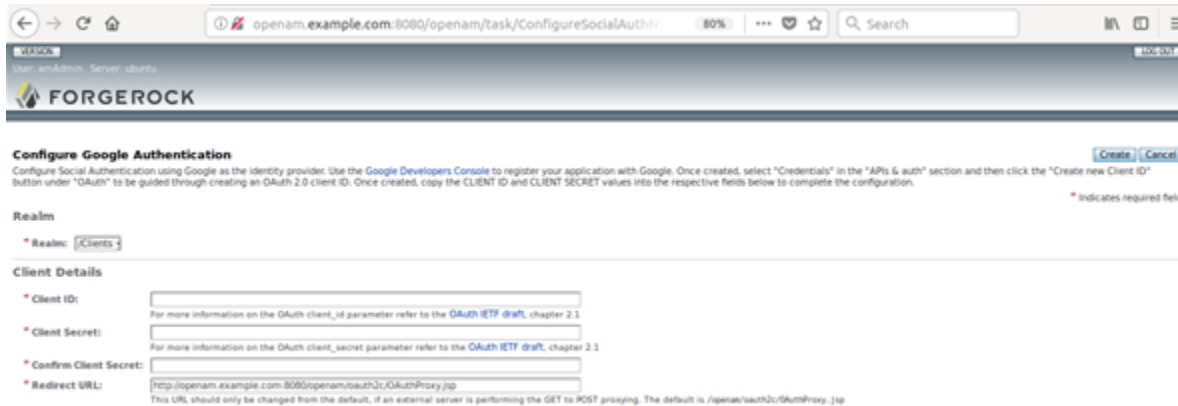 openam.example.com:8080/openam/task/ConfigureSocialAuthN
80%
Search
VERSION
LOG OUT
User: amAdmin Server: ubuntu
FORGEROCK
Configure Google Authentication
Create Cancel
Configure Social Authentication using Google as the identity provider. Use the Google Developers Console to register your application with Google. Once created, select "Credentials" in the "APIs & auth" section and then click the "Create new Client ID"
button under "OAuth" to be guided through creating an OAuth 2.0 client ID. Once created, copy the CLIENT ID and CLIENT SECRET values into the respective fields below to complete the configuration.
* Indicates required fiel
Realm
* Realm: /Clients
Client Details
* Client ID:
For more information on the OAuth client_id parameter refer to the OAuth IETF draft, chapter 2.1
* Client Secret:
For more information on the OAuth client_secret parameter refer to the OAuth IETF draft, chapter 2.1
* Confirm Client Secret:
* Redirect URL: http://openam.example.com:8080/openam/oauth2c/OAuthProxy.jsp
This URL should only be changed from the default, if an external server is performing the GET to POST proxying. The default is /openam/oauth2c/OAuthProxy.jsp